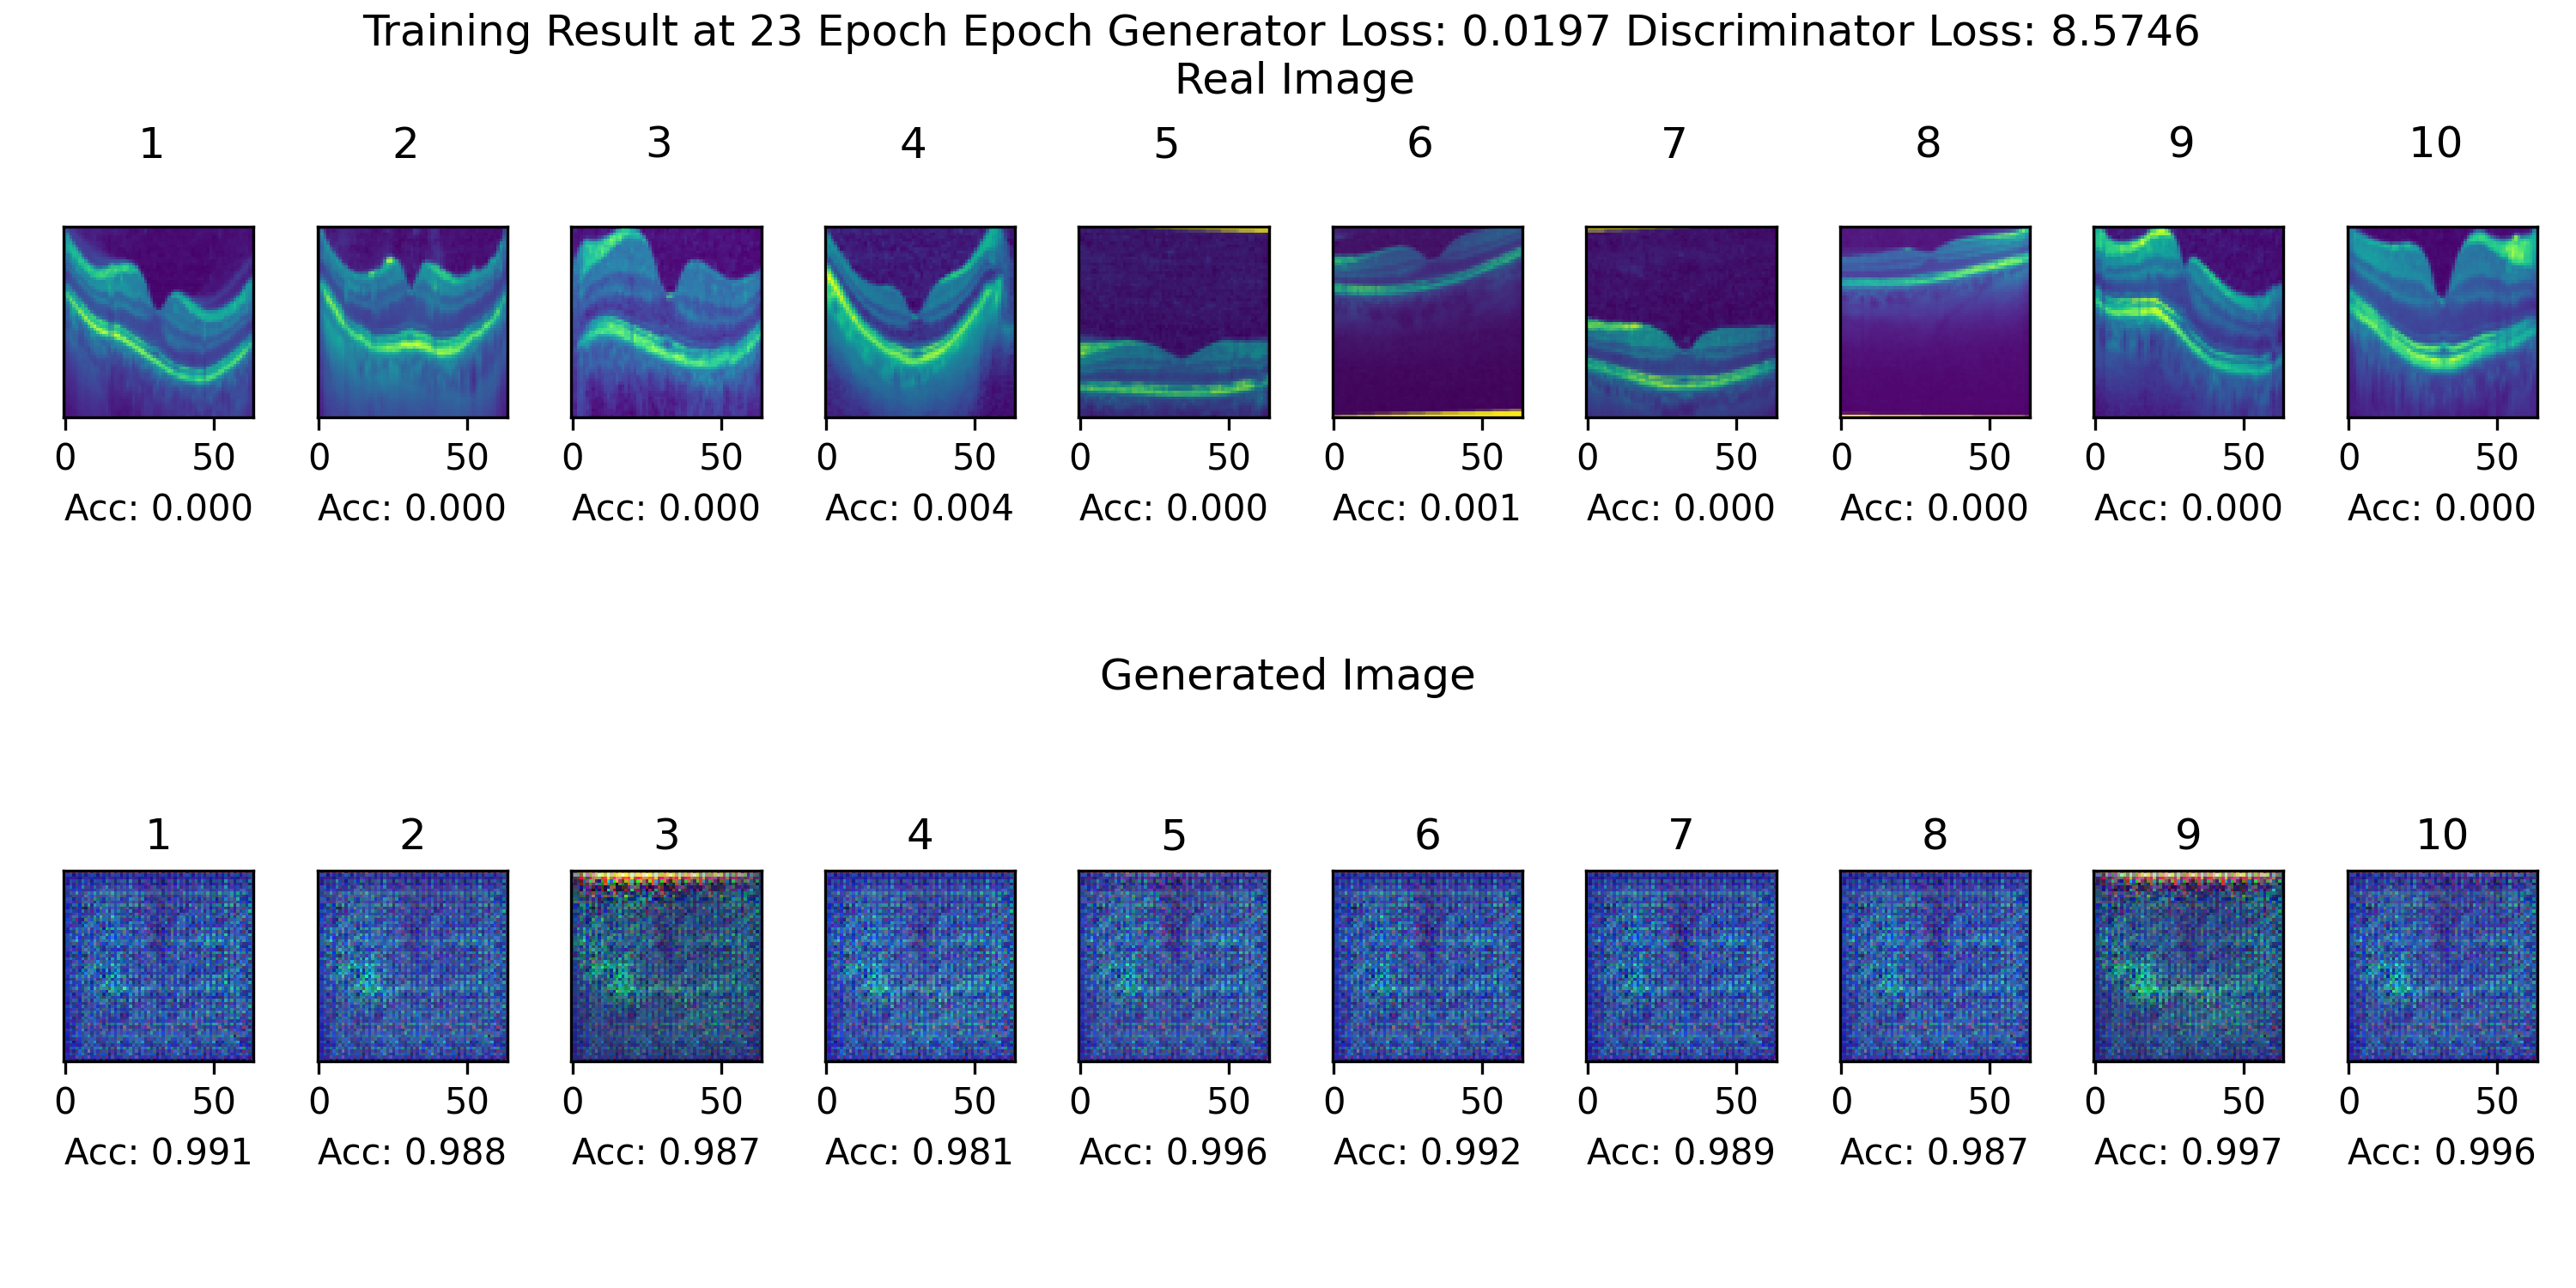 Training Result at 23 Epoch Epoch Generator Loss: 0.0197 Discriminator Loss: 8.5746
Real Image
1 2 3 4 5 6 7 8 9 10
0 50 0 50 0 50 0 50 0 50 0 50 0 50 0 50 0 50 0 50
Acc: 0.000 Acc: 0.000 Acc: 0.000 Acc: 0.004 Acc: 0.000 Acc: 0.001 Acc: 0.000 Acc: 0.000 Acc: 0.000 Acc: 0.000
Generated Image
1 2 3 4 5 6 7 8 9 10
0 50 0 50 0 50 0 50 0 50 0 50 0 50 0 50 0 50 0 50
Acc: 0.991 Acc: 0.988 Acc: 0.987 Acc: 0.981 Acc: 0.996 Acc: 0.992 Acc: 0.989 Acc: 0.987 Acc: 0.997 Acc: 0.996